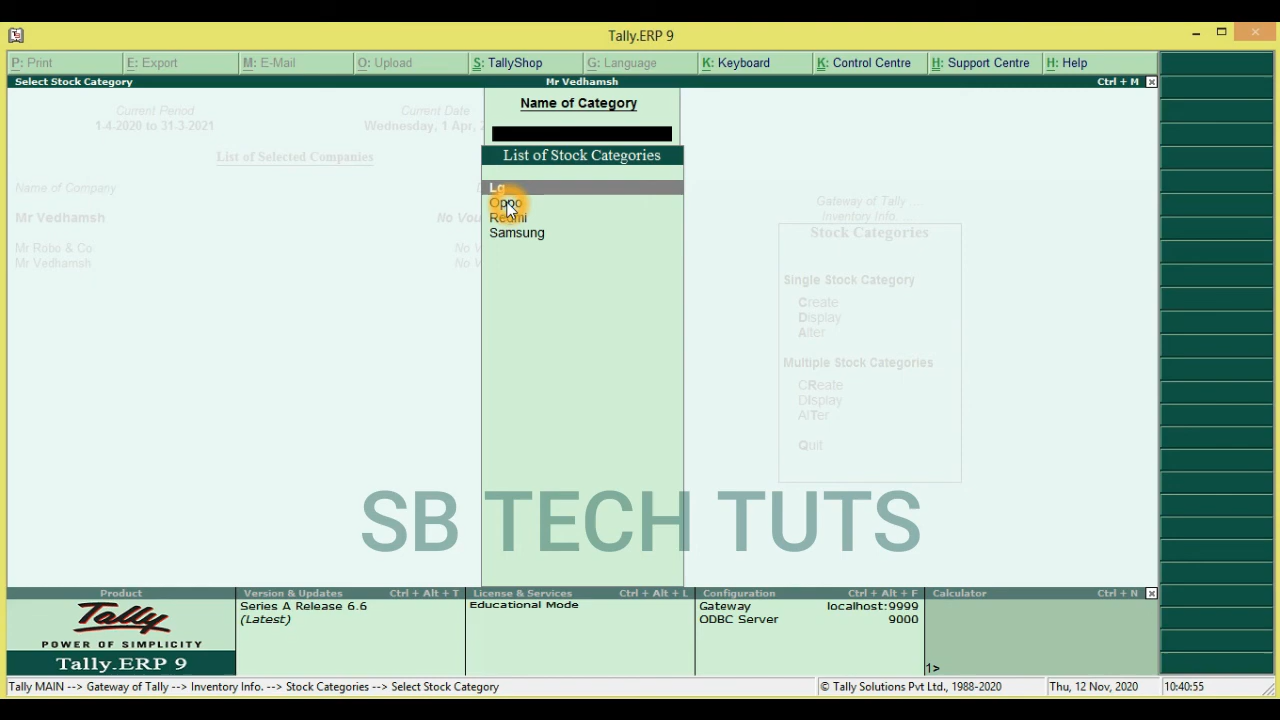 Tally.ERP 9
P: Print
E: Export
M: E-Mail
O: Upload
S: TallyShop
G: Language
K: Keyboard
K: Control Centre
H: Support Centre
H: Help
Select Stock Category
Mr Vedhamsh
Ctrl + M
Current Period
1-4-2020 to 31-3-2021
Current Date
Wednesday, 1 Apr, 2
List of Selected Companies
Name of Company
Mr Vedhamsh
No Vou
Mr Robo & Co
No V
Mr Vedhamsh
No V
Name of Category
List of Stock Categories
Lg
Oppo
Redmi
Samsung
Gateway of Tally ...
Inventory Info. ...
Stock Categories
Single Stock Category
Create
Display
Alter
Multiple Stock Categories
CReate
DIsplay
AlTer
Quit
SB TECH TUTS
Product
Tally
POWER OF SIMPLICITY
Tally.ERP 9
Version & Updates
Ctrl + Alt + T
Series A Release 6.6
(Latest)
License & Services
Ctrl + Alt + L
Educational Mode
Configuration
Ctrl + Alt + F
Gateway
localhost:9999
ODBC Server
9000
Calculator
Ctrl + N
1>
Tally MAIN --> Gateway of Tally --> Inventory Info. --> Stock Categories --> Select Stock Category
© Tally Solutions Pvt Ltd., 1988-2020
Thu, 12 Nov, 2020
10:40:55